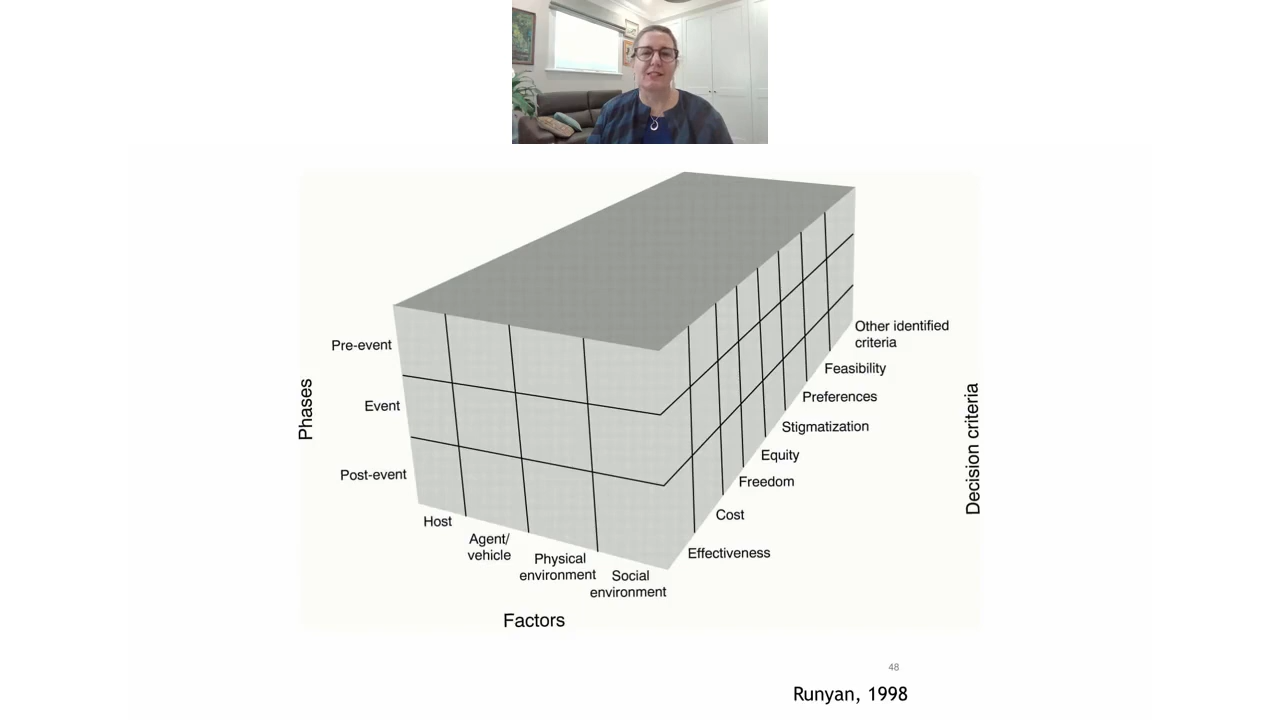 Pre-event
Event
Post-event
Phases
Host
Agent/
vehicle
Physical
environment
Social
environment
Factors
Other identified
criteria
Feasibility
Preferences
Stigmatization
Equity
Freedom
Cost
Effectiveness
Decision criteria
48
Runyan, 1998